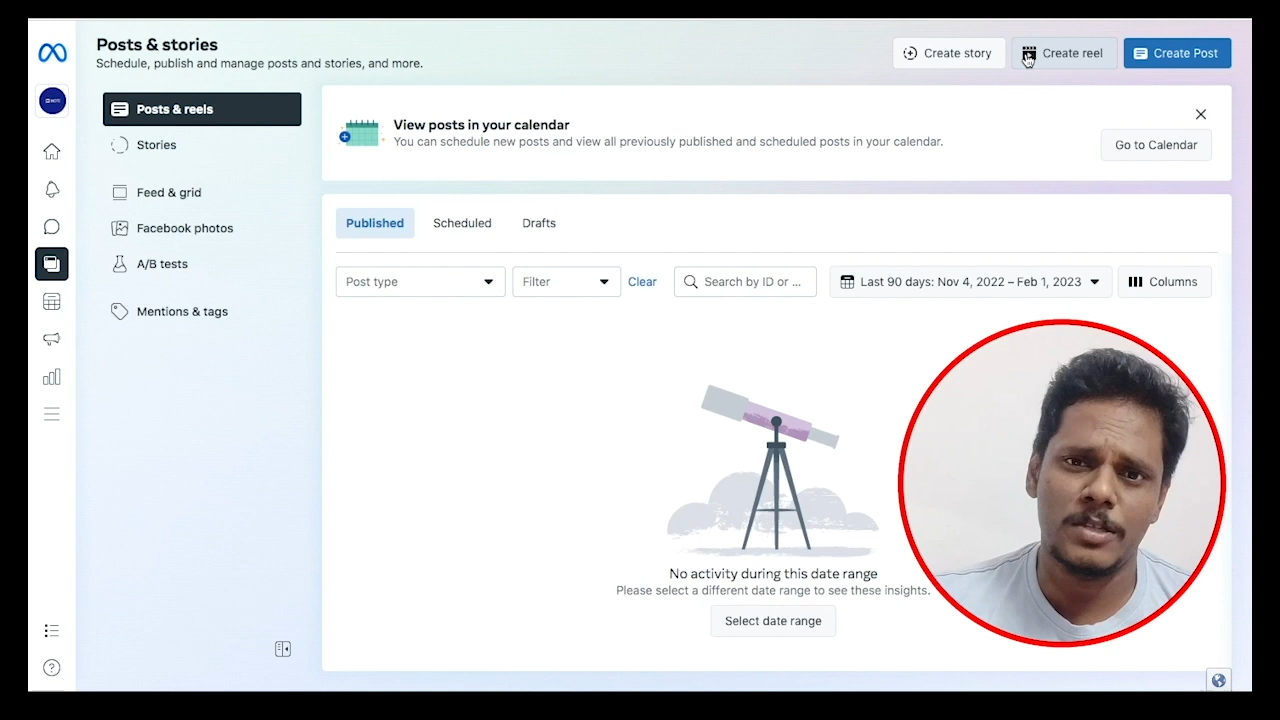 Posts & stories
Schedule, publish and manage posts and stories, and more.
Create story
Create reel
Create Post
Posts & reels
Stories
Feed & grid
Facebook photos
A/B tests
Mentions & tags
View posts in your calendar
You can schedule new posts and view all previously published and scheduled posts in your calendar.
Go to Calendar
Published
Scheduled
Drafts
Post type
Filter
Clear
Search by ID or ...
Last 90 days: Nov 4, 2022 – Feb 1, 2023
Columns
No activity during this date range
Please select a different date range to see these insights.
Select date range